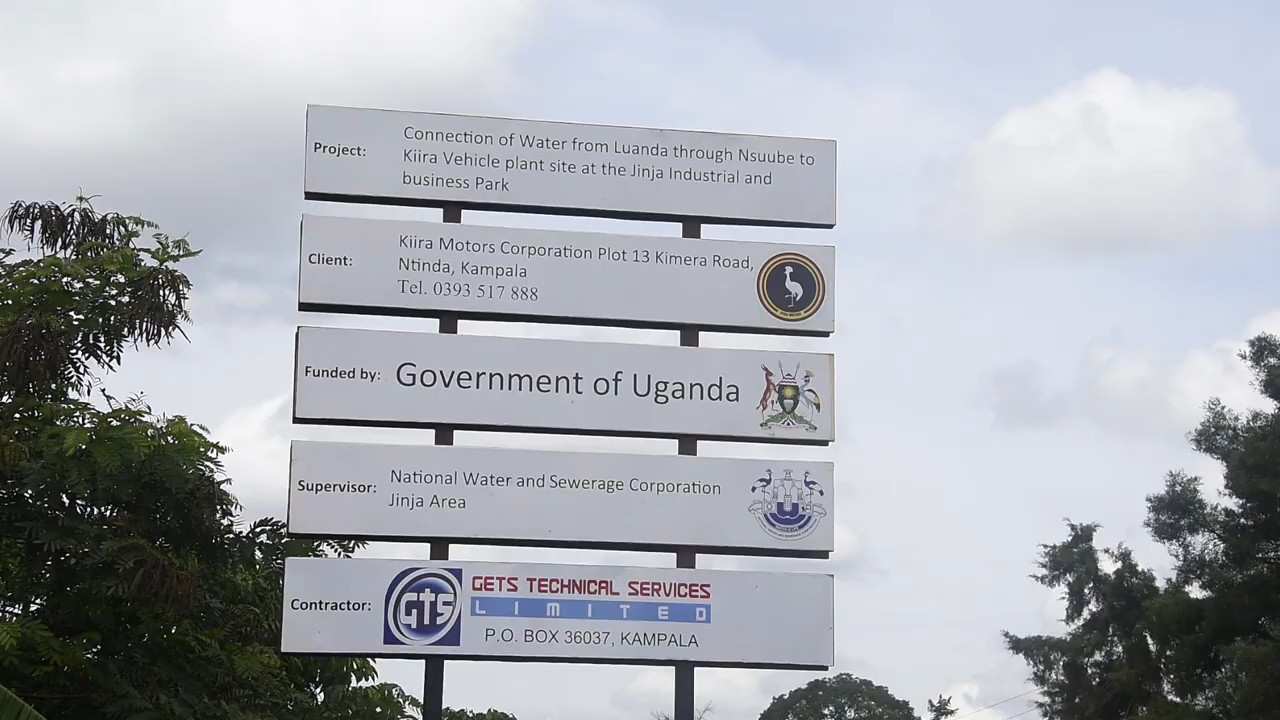 Project:
Connection of Water from Luanda through Nsuube to
Kiira Vehicle plant site at the Jinja Industrial and
business Park
Client:
Kiira Motors Corporation Plot 13 Kimera Road,
Ntinda, Kampala
Tel. 0393 517 888
Funded by:
Government of Uganda
Supervisor:
National Water and Sewerage Corporation
Jinja Area
Contractor:
GTS
GETS TECHNICAL SERVICES
LIMITED
P.O. BOX 36037, KAMPALA